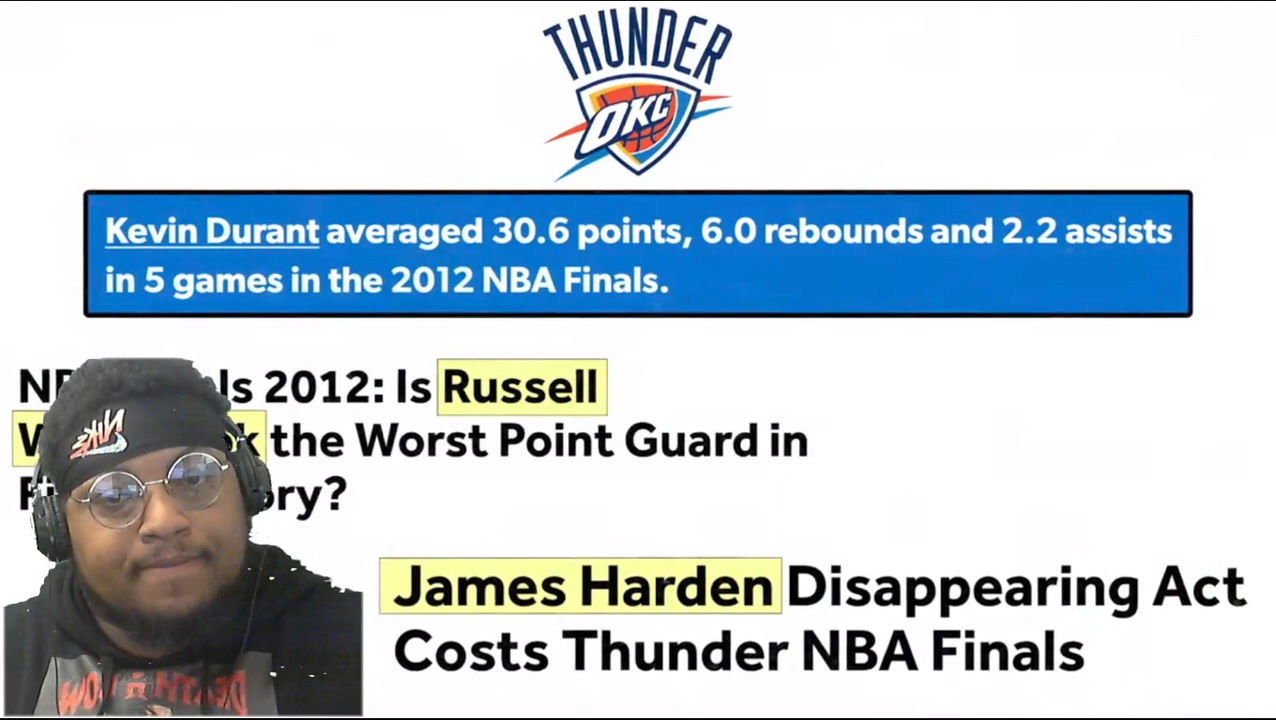 THUNDER
OKC
Kevin Durant averaged 30.6 points, 6.0 rebounds and 2.2 assists
in 5 games in the 2012 NBA Finals.
2012: Is Russell
the Worst Point Guard in
James Harden Disappearing Act
Costs Thunder NBA Finals